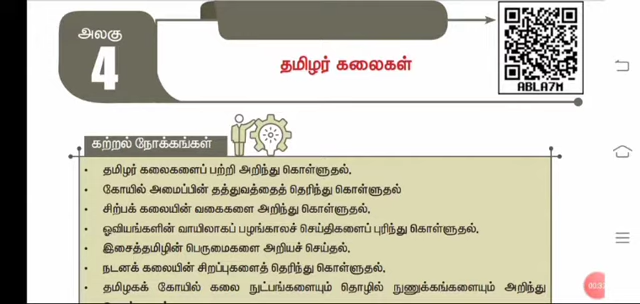 அலகு
4
தமிழர் கலைகள்
ABLA7M
கற்றல் நோக்கங்கள்
• தமிழர் கலைகளைப் பற்றி அறிந்து கொள்ளுதல்.
• கோயில் அமைப்பின் தத்துவத்தைத் தெரிந்து கொள்ளுதல்
• சிற்பக் கலையின் வகைகளை அறிந்து கொள்ளுதல்.
• ஓவியங்களின் வாயிலாகப் பழங்காலச் செய்திகளைப் புரிந்து கொள்ளுதல்.
• இசைத்தமிழின் பெருமைகளை அறியச் செய்தல்.
• நடனக் கலையின் சிறப்புகளைத் தெரிந்து கொள்ளுதல்.
• தமிழகக் கோயில் கலை நுட்பங்களையும் தொழில் நுணுக்கங்களையும் அறிந்து